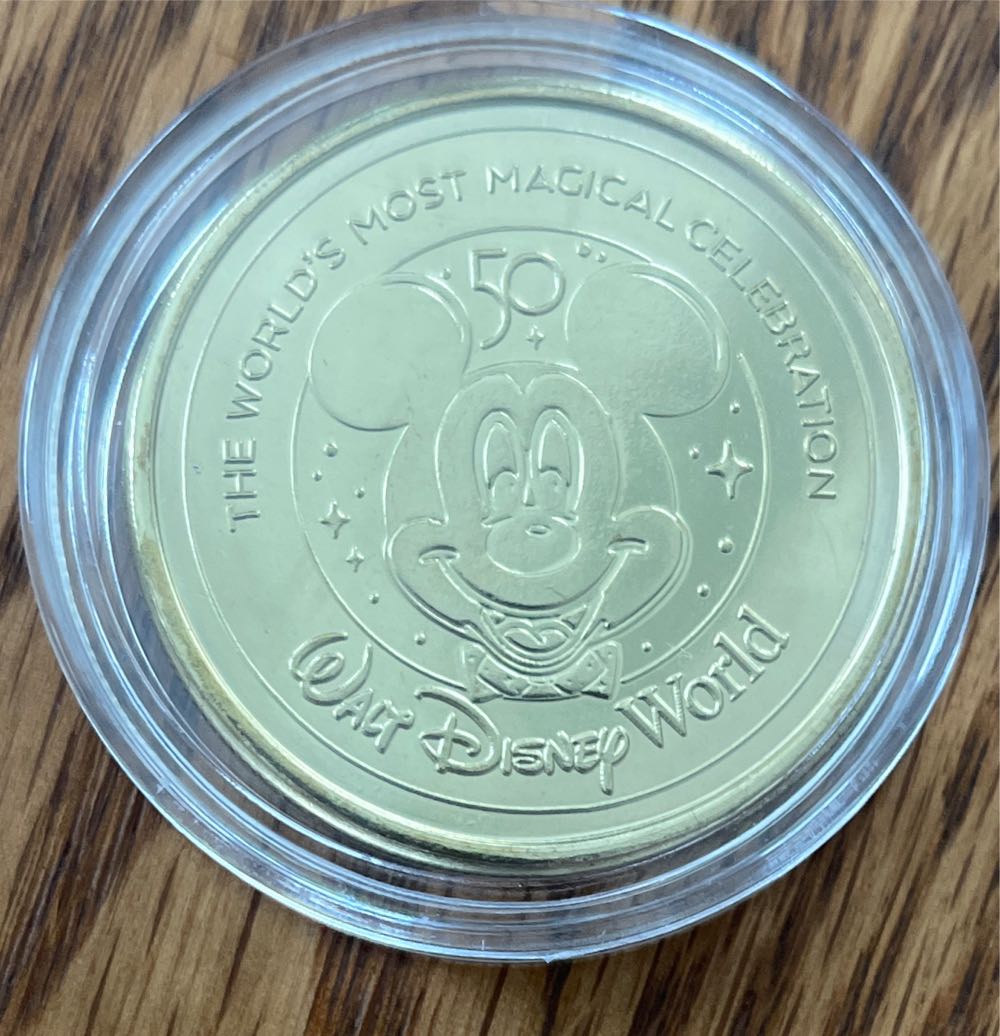 THE WORLD'S MOST MAGICAL CELEBRATION
50
WALT DISNEY World